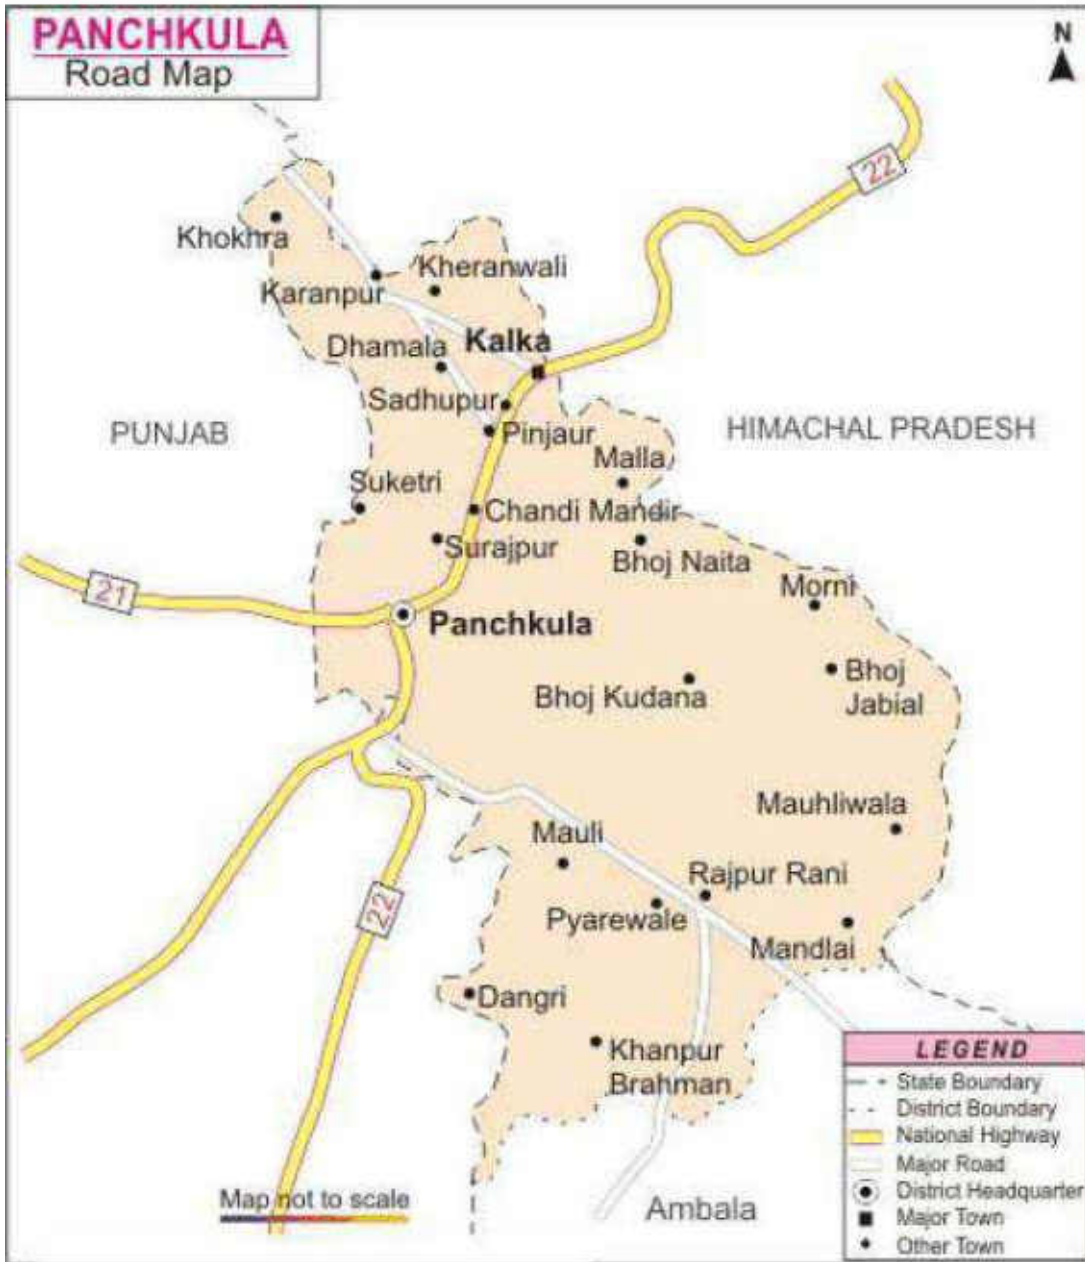 PANCHKULA
Road Map
N
22
Khokhra
Kheranwali
Karanpur
Dhamala
Kalka
Sadhupur
PUNJAB
Pinjaur
HIMACHAL PRADESH
Malla
Suketri
Chandi Mandir
Surajpur
Bhoj Naita
21
Morni
Panchkula
Bhoj Kudana
Bhoj
Jabial
Mauhliwala
Mauli
Rajpur Rani
22
Pyarewale
Mandlai
Dangri
Khanpur
Brahman
LEGEND
State Boundary
District Boundary
National Highway
Major Road
District Headquarter
Major Town
Other Town
Map not to scale
Ambala